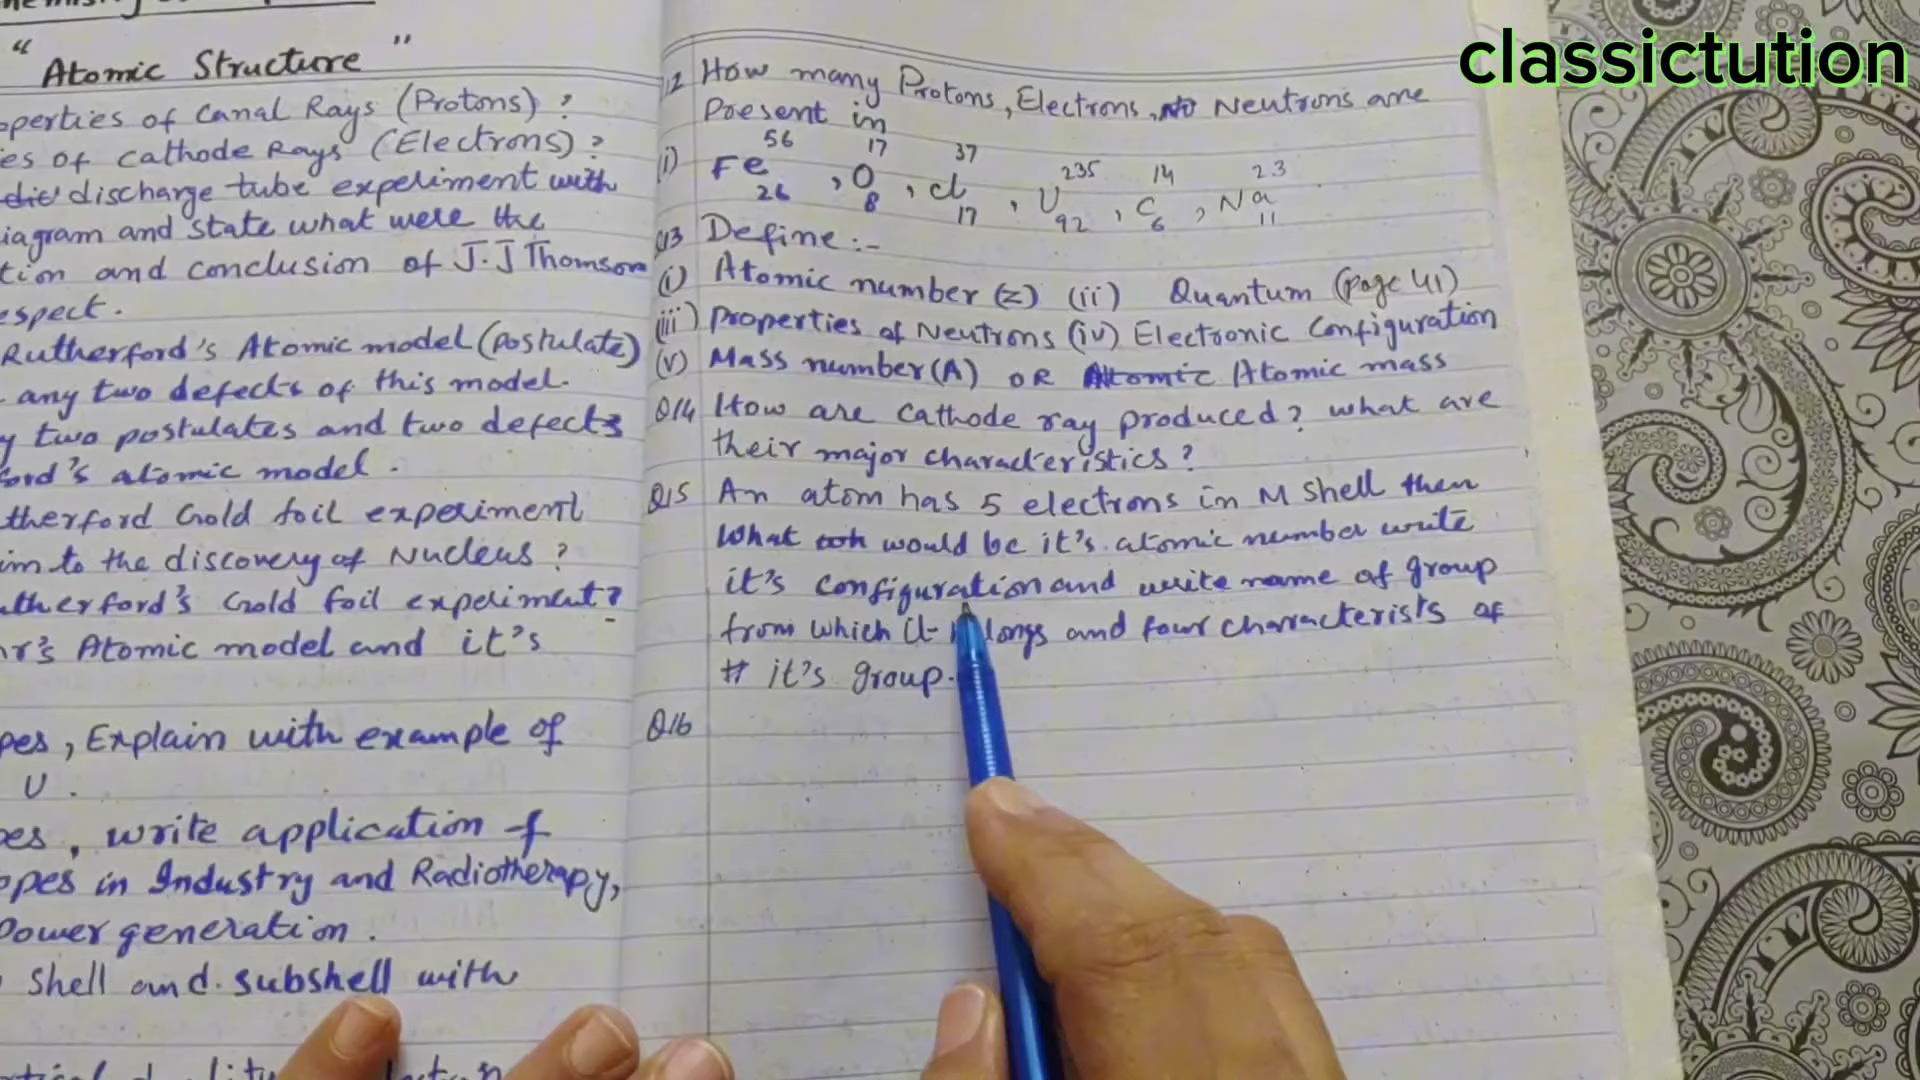 classictution
" Atomic Structure "
operties of Canal Rays (Protons) ?
es of Cathode Rays (Electrons) ?
discharge tube experiment with
iagram and state what were the
tion and conclusion of J.J Thomson
espect.
Rutherford's Atomic model (Postulate)
any two defects of this model.
y two postulates and two defects
ford's atomic model.
therford Gold foil experiment
im to the discovery of Nucleus ?
utherford's Gold foil experiment?
hr's Atomic model and it's
pes, Explain with example of
U.
pes, write application of
opes in Industry and Radiotherapy,
Power generation.
Shell and subshell with
12 How many Protons, Electrons, No Neutrons are
Present in
(i) 56 Fe 26 , 17 O 8 , 37 Cl 17 , 235 U 92 , 14 C 6 , 23 Na 11
Q13 Define:-
(i) Atomic number (z) (ii) Quantum (page 41)
(iii) Properties of Neutrons (iv) Electronic Configuration
(v) Mass number (A) OR Atomic Atomic mass
Q14 How are Cathode ray produced? what are
their major characteristics?
Q15 An atom has 5 electrons in M shell then
What would be it's atomic number write
it's configuration and write name of group
from which it and four characterists of
# it's group.
Q16